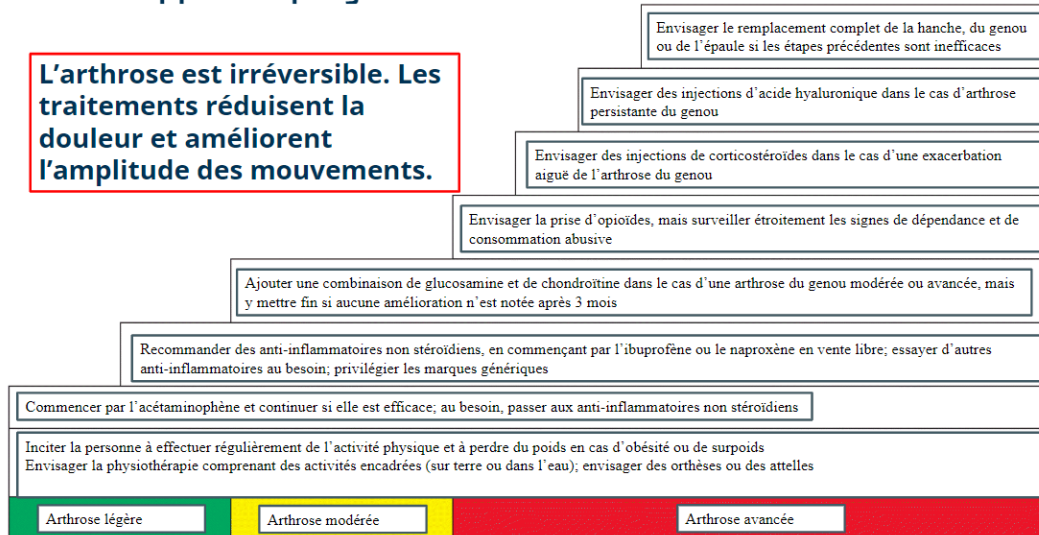 L’arthrose est irréversible. Les
traitements réduisent la
douleur et améliorent
l’amplitude des mouvements.
Envisager le remplacement complet de la hanche, du genou
ou de l’épaule si les étapes précédentes sont inefficaces
Envisager des injections d’acide hyaluronique dans le cas d’arthrose
persistante du genou
Envisager des injections de corticostéroïdes dans le cas d’une exacerbation
aiguë de l’arthrose du genou
Envisager la prise d’opioïdes, mais surveiller étroitement les signes de dépendance et de
consommation abusive
Ajouter une combinaison de glucosamine et de chondroïtine dans le cas d’une arthrose du genou modérée ou avancée, mais
y mettre fin si aucune amélioration n’est notée après 3 mois
Recommander des anti-inflammatoires non stéroïdiens, en commençant par l’ibuprofène ou le naproxène en vente libre; essayer d’autres
anti-inflammatoires au besoin; privilégier les marques génériques
Commencer par l’acétaminophène et continuer si elle est efficace; au besoin, passer aux anti-inflammatoires non stéroïdiens
Inciter la personne à effectuer régulièrement de l’activité physique et à perdre du poids en cas d’obésité ou de surpoids
Envisager la physiothérapie comprenant des activités encadrées (sur terre ou dans l’eau); envisager des orthèses ou des attelles
Arthrose légère
Arthrose modérée
Arthrose avancée